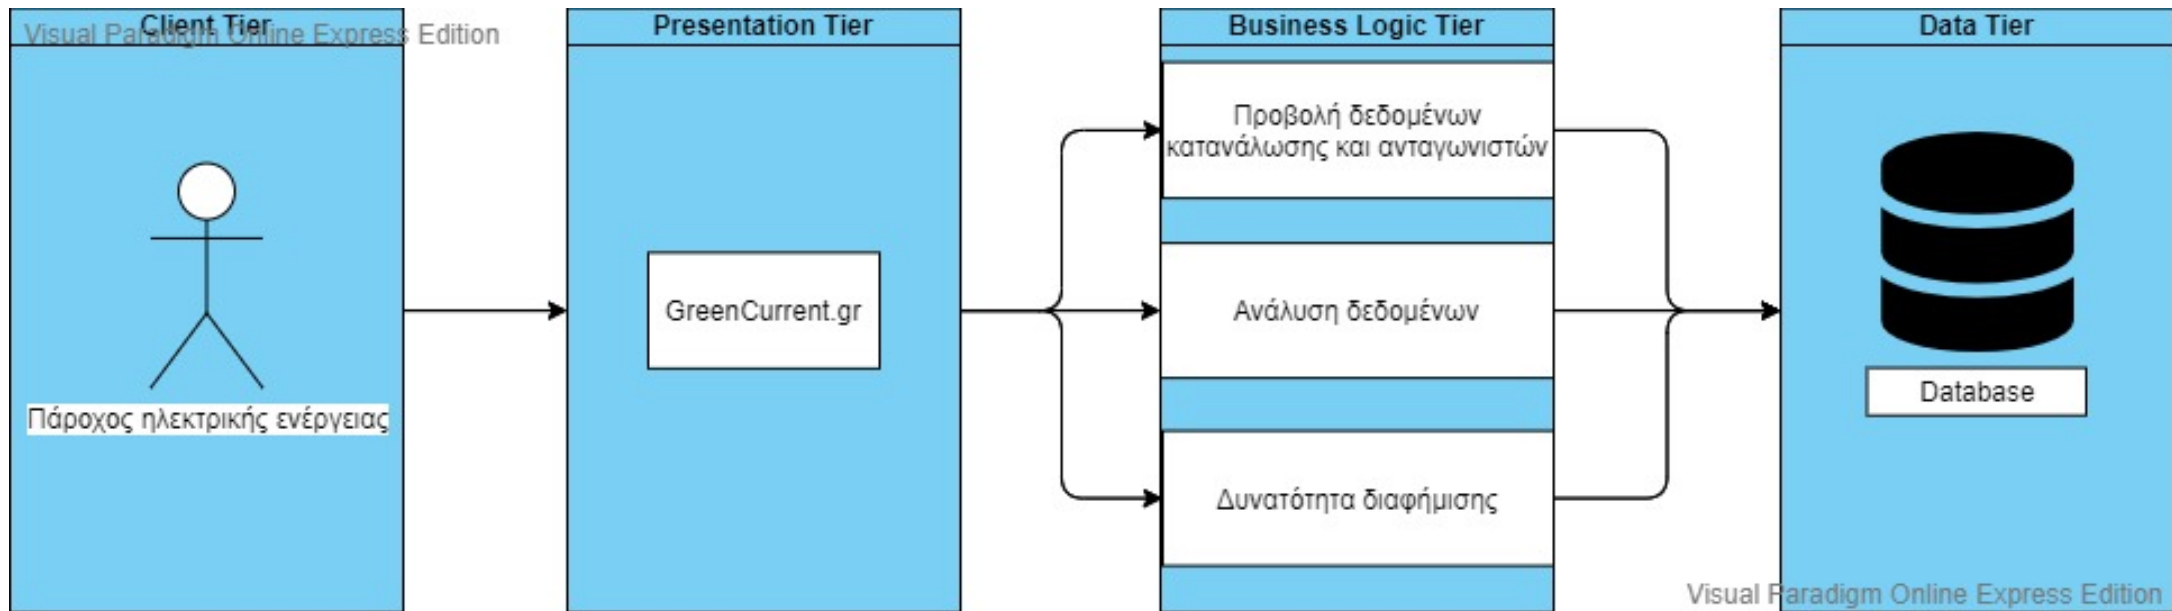 Client Tier
Visual Paradigm Online Express Edition
Πάροχος ηλεκτρικής ενέργειας
Presentation Tier
GreenCurrent.gr
Business Logic Tier
Προβολή δεδομένων
κατανάλωσης και ανταγωνιστών
Ανάλυση δεδομένων
Δυνατότητα διαφήμισης
Data Tier
Database
Visual Paradigm Online Express Edition